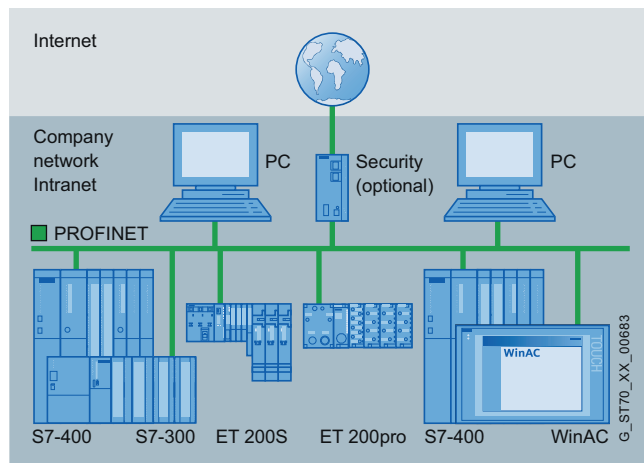 Internet
Company
network
Intranet
PC
Security
(optional)
PC
PROFINET
WinAC
TOUCH
S7-400
S7-300
ET 200S
ET 200pro
S7-400
WinAC
G_ST70_XX_00683